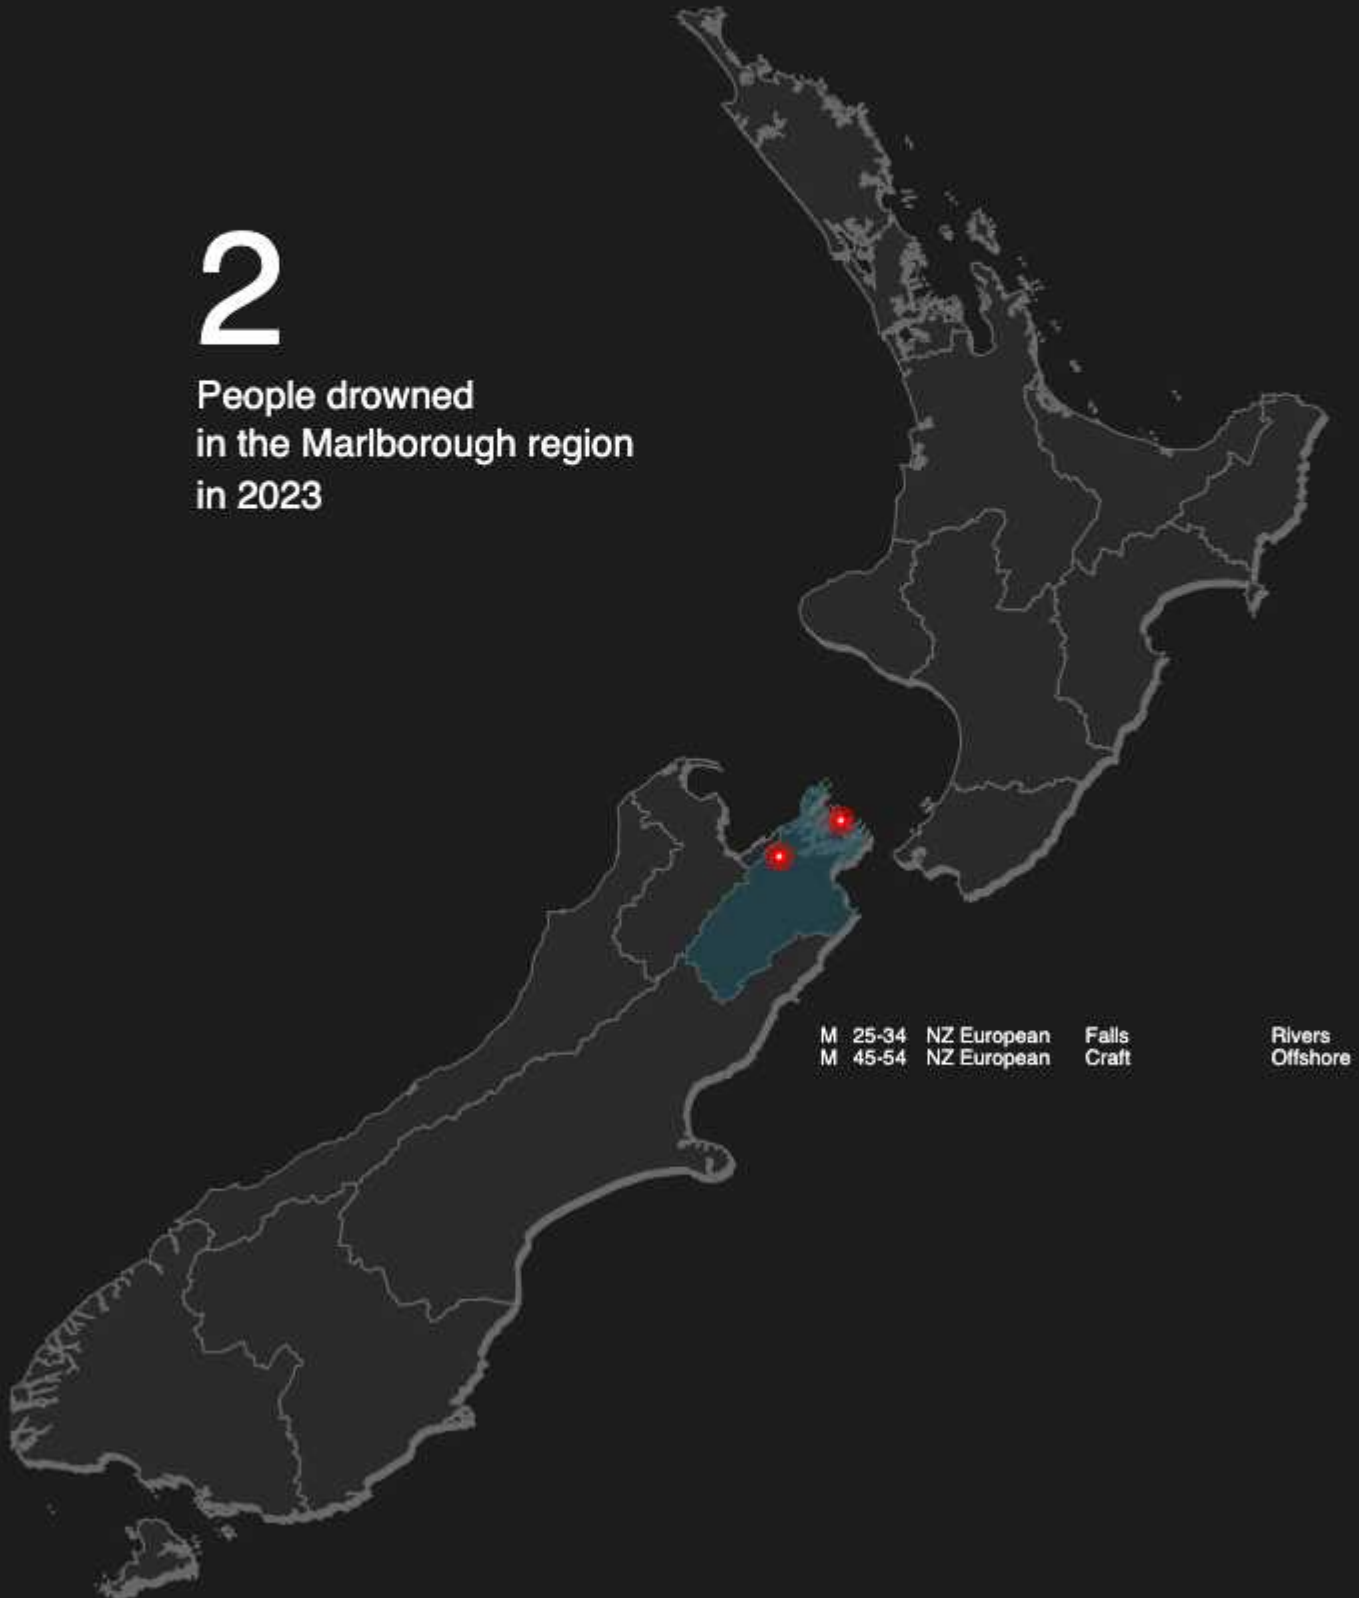 2
People drowned
in the Marlborough region
in 2023
M 25-34 NZ European Falls Rivers
M 45-54 NZ European Craft Offshore